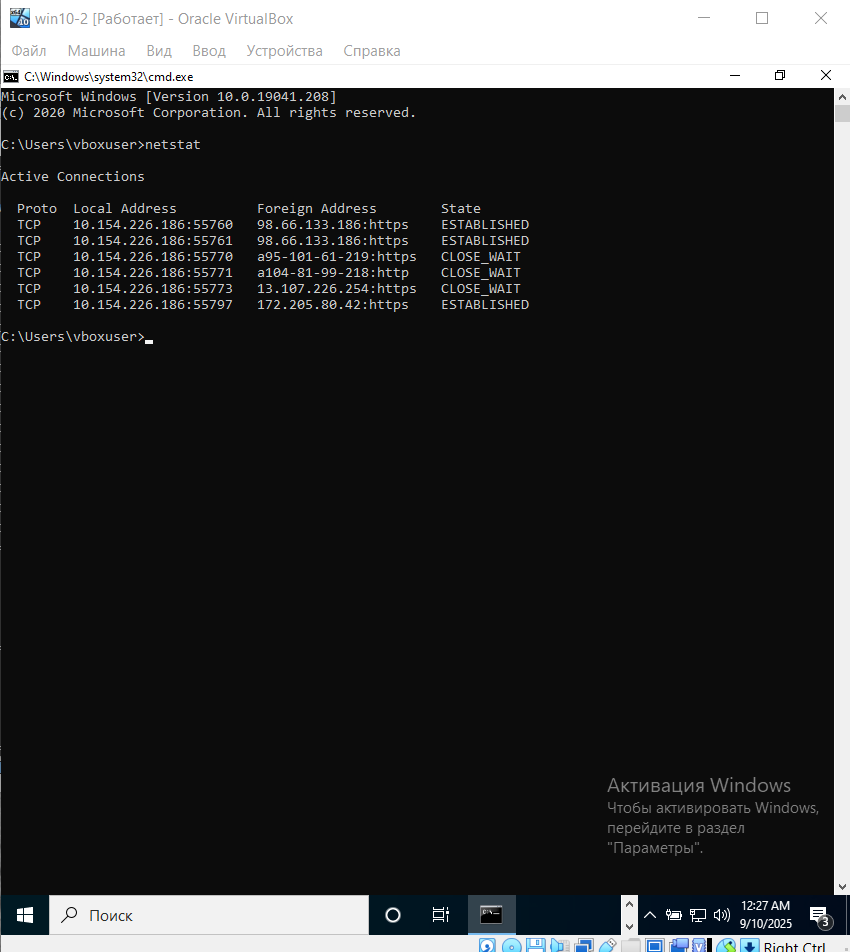 win10-2 [Работает] - Oracle VirtualBox
Файл Машина Вид Ввод Устройства Справка
C:\Windows\system32\cmd.exe
Microsoft Windows [Version 10.0.19041.208]
(c) 2020 Microsoft Corporation. All rights reserved.
C:\Users\vboxuser>netstat
Active Connections
Proto Local Address Foreign Address State
TCP 10.154.226.186:55760 98.66.133.186:https ESTABLISHED
TCP 10.154.226.186:55761 98.66.133.186:https ESTABLISHED
TCP 10.154.226.186:55770 a95-101-61-219:https CLOSE_WAIT
TCP 10.154.226.186:55771 a104-81-99-218:http CLOSE_WAIT
TCP 10.154.226.186:55773 13.107.226.254:https CLOSE_WAIT
TCP 10.154.226.186:55797 172.205.80.42:https ESTABLISHED
C:\Users\vboxuser>
Активация Windows
Чтобы активировать Windows,
перейдите в раздел
"Параметры".
Поиск
12:27 AM
9/10/2025
3
Right Ctrl